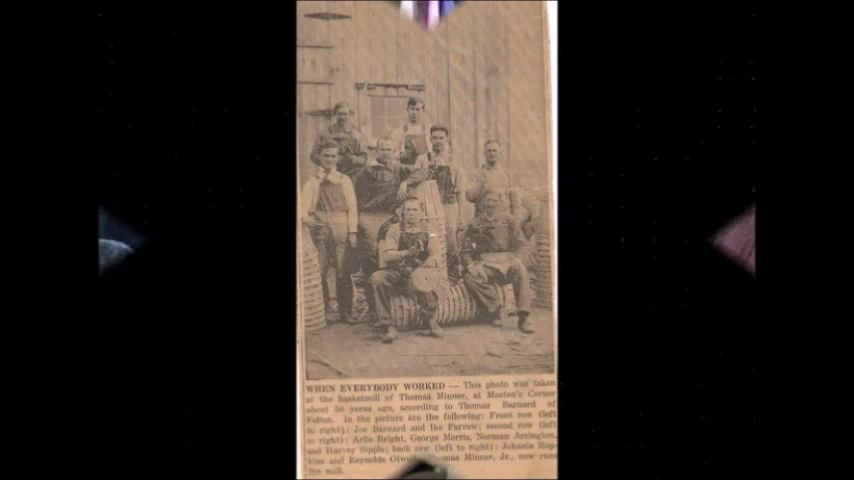 WHEN EVERYBODY WORKED — This photo was taken
at the basketmill of Thomas Minner, at Masten's Corner
about 50 yeras ago, according to Thomas Barnard of
Felton. In the picture are the following: Front row (left
to right): Joe Barnard and Ike Farrow; second row (left
to right): Arlie Bright, George Morris, Norman Arrington,
and Harvey Sipple; back row (left to right): Johnnie Hop-
kins and Reynolds Thomas Minner, Jr., now runs
the mill.